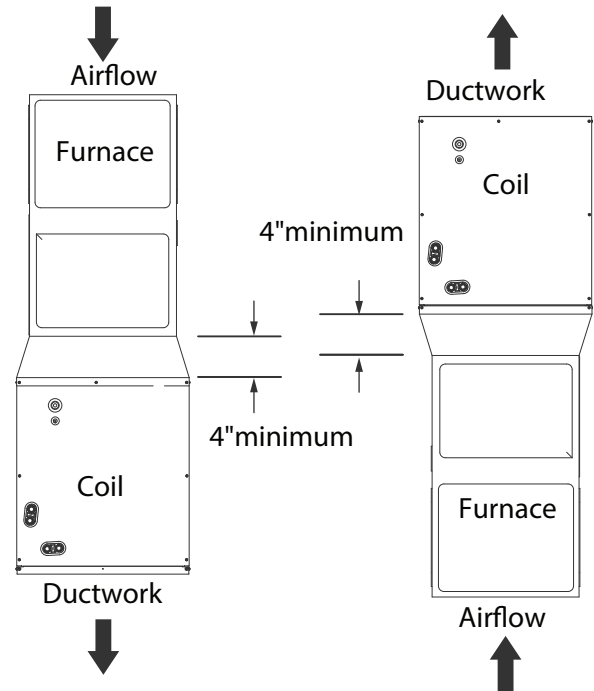 Airflow
Furnace
4"minimum
Coil
Ductwork
Ductwork
Coil
4"minimum
Furnace
Airflow